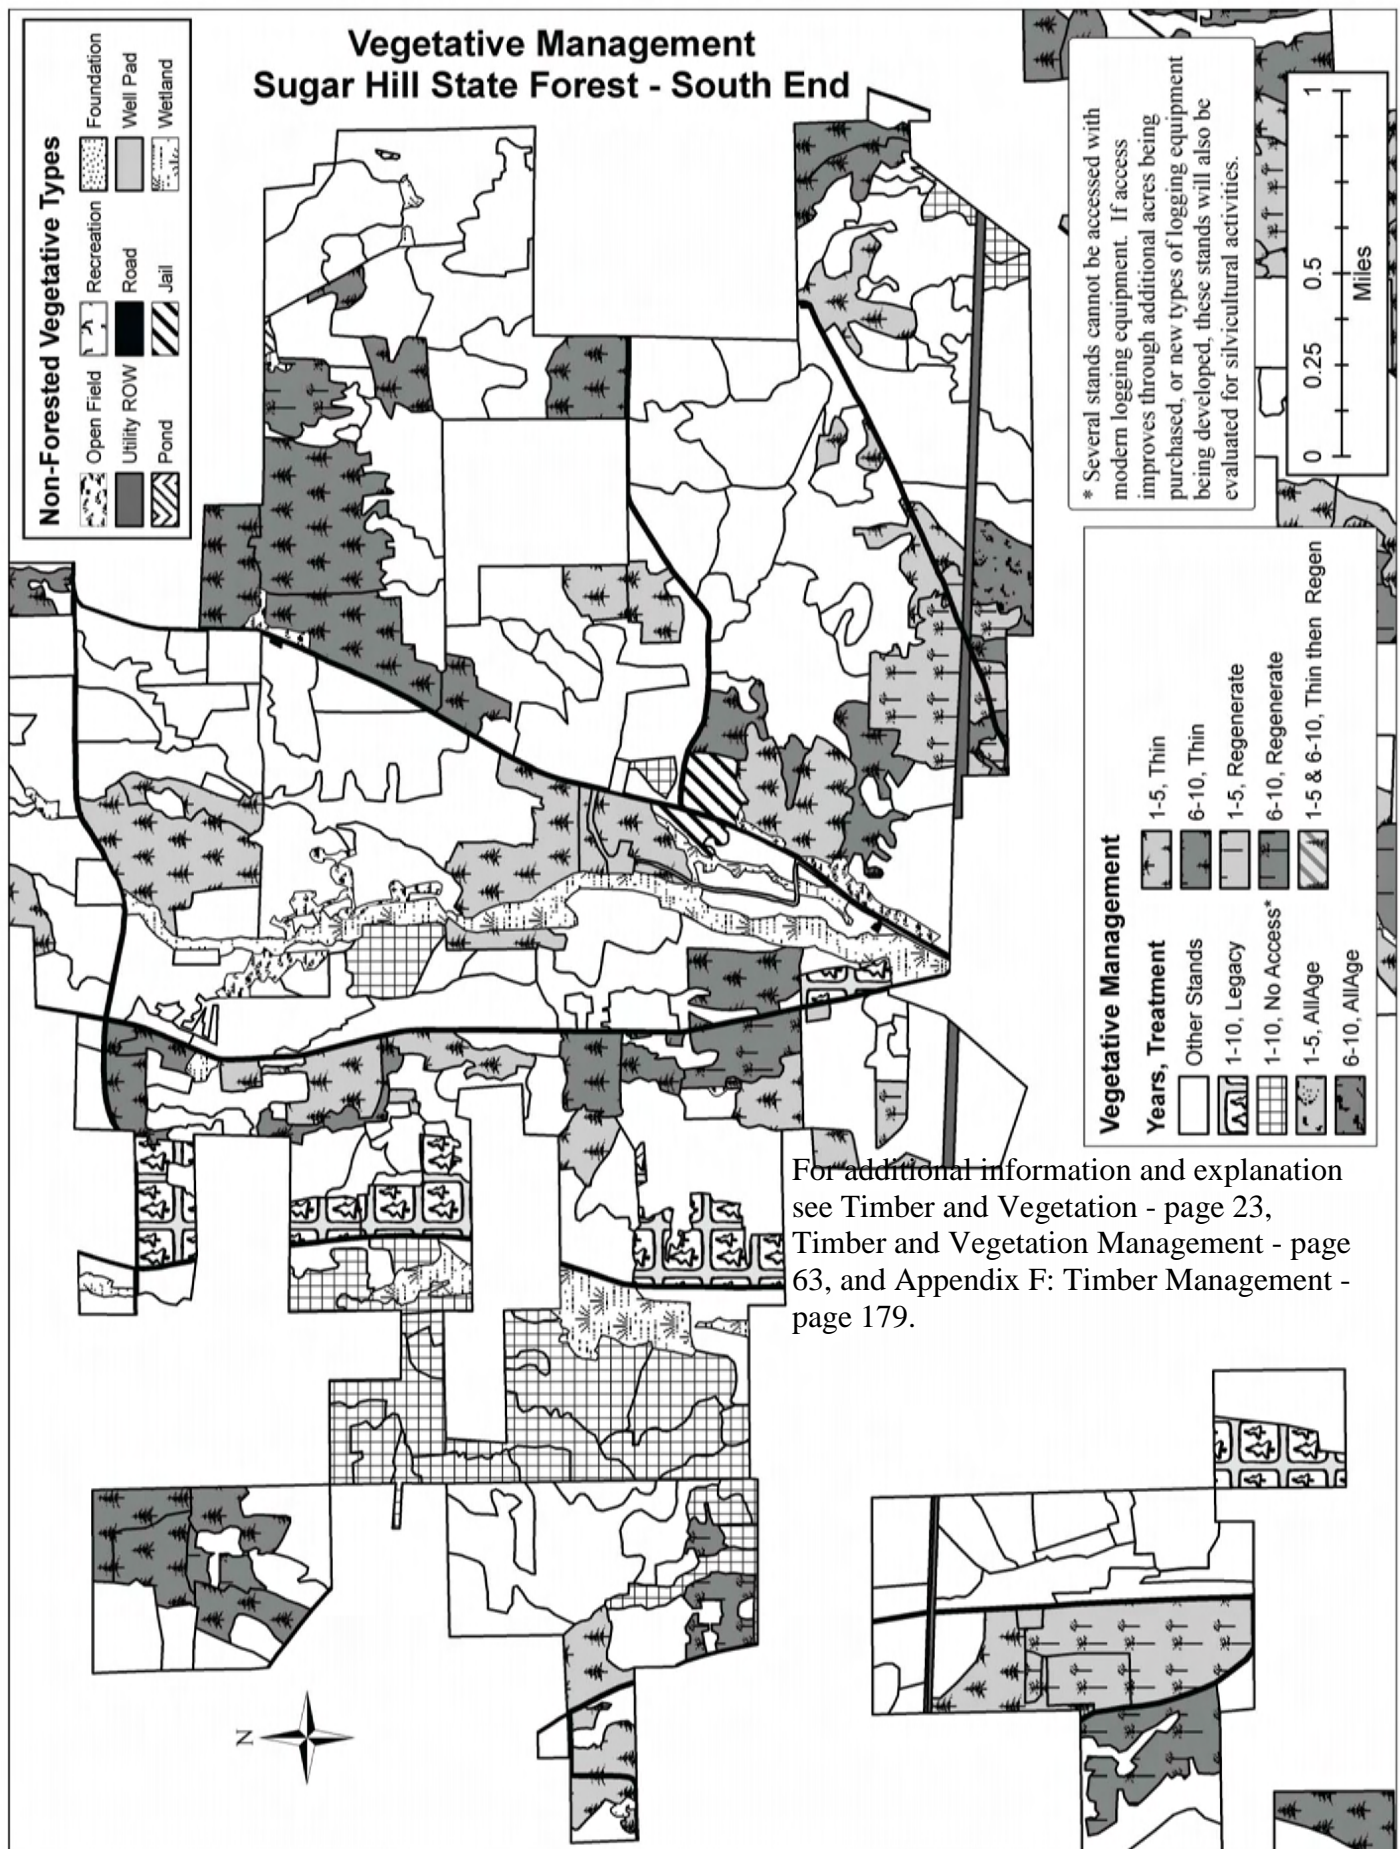 Vegetative Management
Sugar Hill State Forest - South End
Non-Forested Vegetative Types
Open Field
Recreation
Foundation
Utility ROW
Road
Well Pad
Pond
Jail
Wetland
* Several stands cannot be accessed with
modern logging equipment. If access
improves through additional acres being
purchased, or new types of logging equipment
being developed, these stands will also be
evaluated for silvicultural activities.
0
0.25
0.5
1
Miles
Vegetative Management
Years, Treatment
Other Stands
1-10, Legacy
1-10, No Access*
1-5, AllAge
6-10, AllAge
1-5, Thin
6-10, Thin
1-5, Regenerate
6-10, Regenerate
1-5 & 6-10, Thin then Regen
For additional information and explanation
see Timber and Vegetation - page 23,
Timber and Vegetation Management - page
63, and Appendix F: Timber Management -
page 179.
N